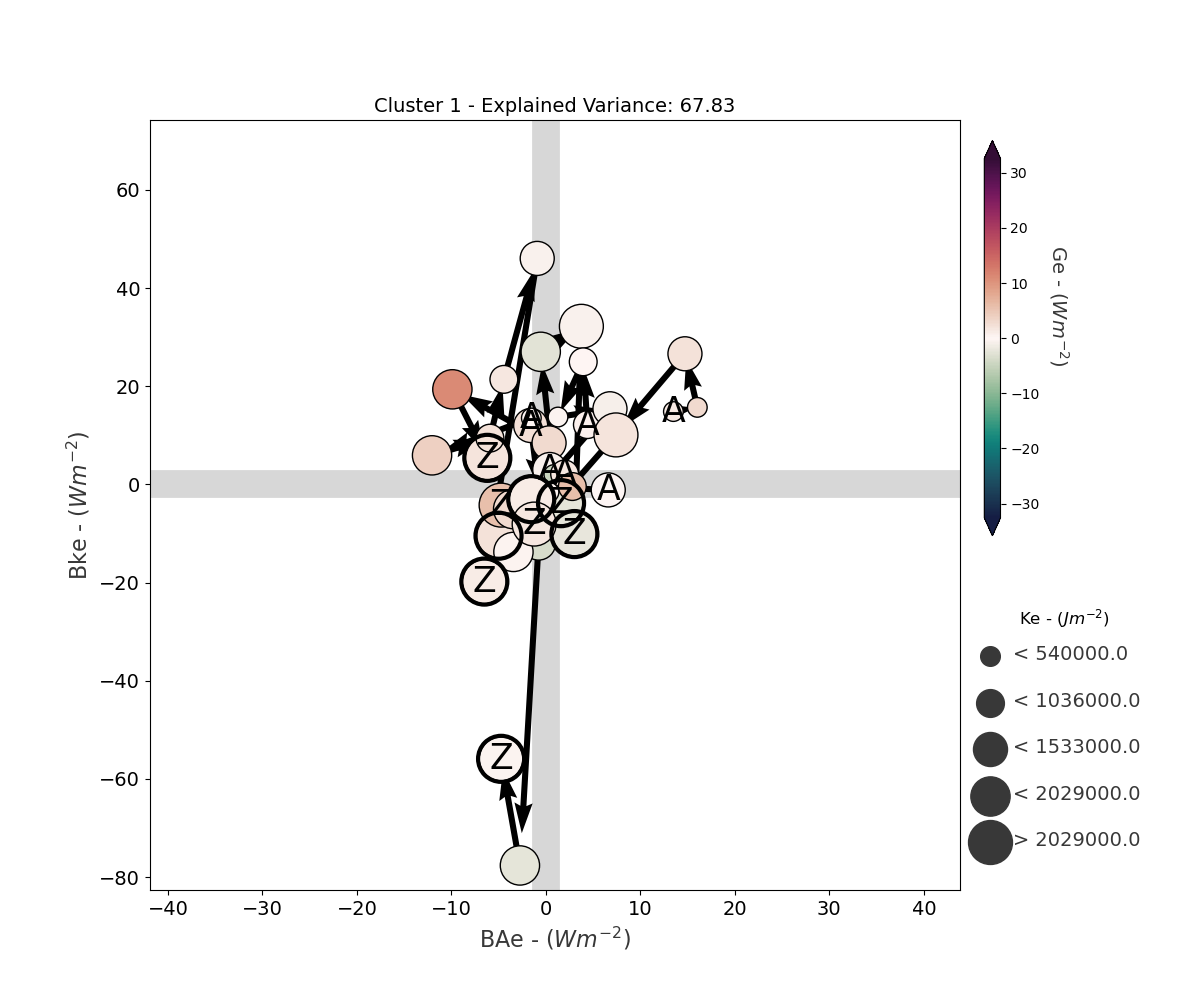 Cluster 1 - Explained Variance: 67.83
60
40
20
0
−20
−40
−60
−80
Bke - (Wm⁻²)
A
A
A
A
A
A
Z
Z
Z
Z
Z
Z
Z
−40
−30
−20
−10
0
10
20
30
40
BAe - (Wm⁻²)
30
20
10
0
−10
−20
−30
Ge - (Wm⁻²)
Ke - (Jm⁻²)
< 540000.0
< 1036000.0
< 1533000.0
< 2029000.0
> 2029000.0